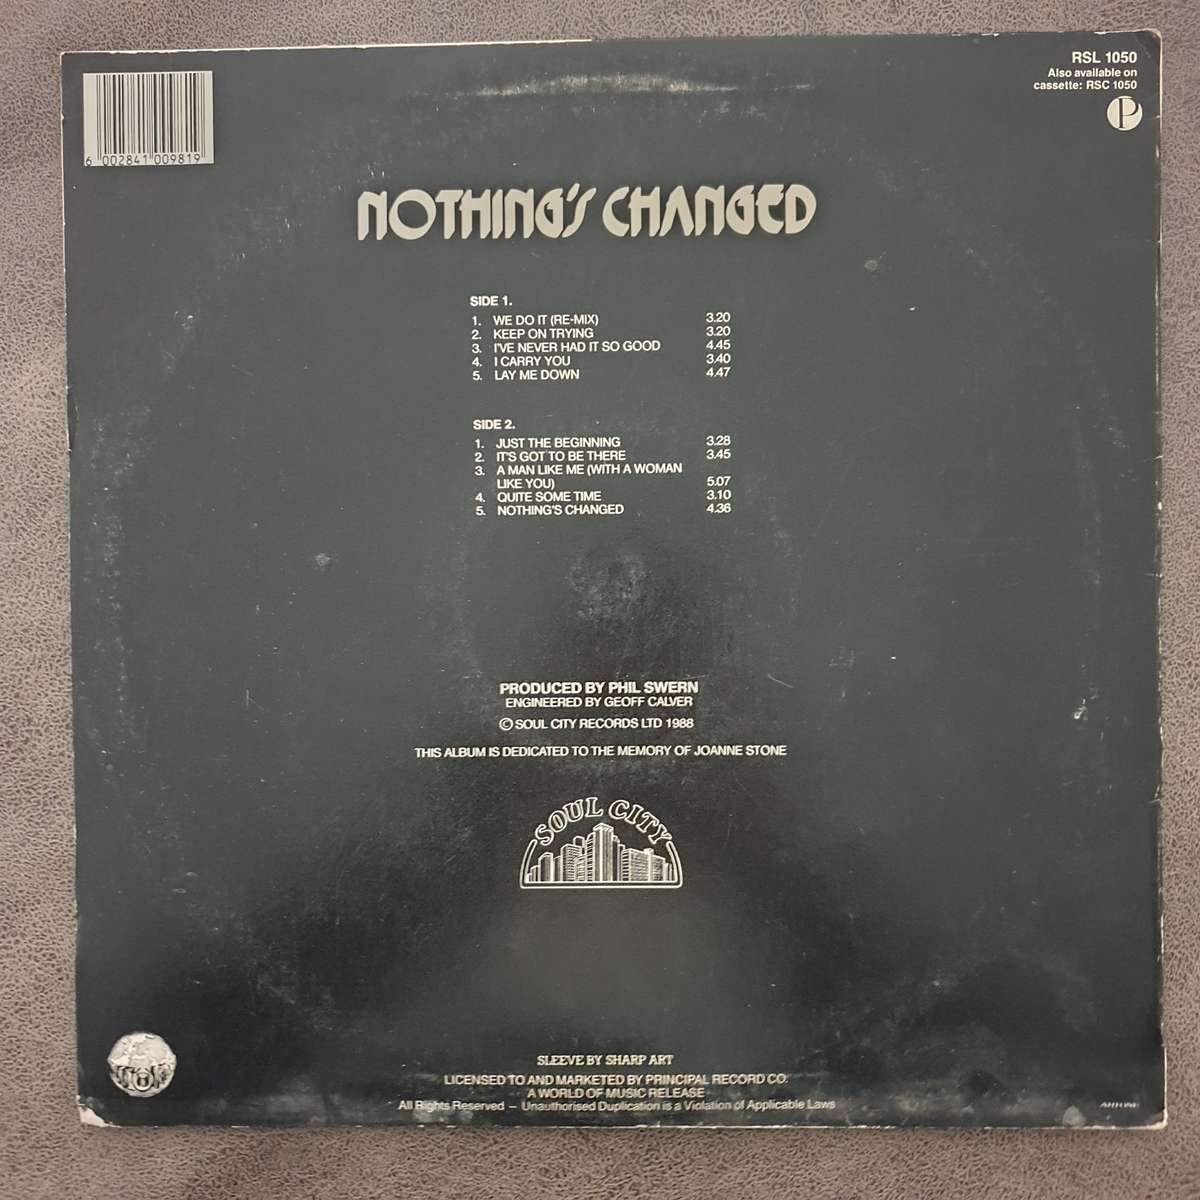 RSL 1050
Also available on
cassette: RSC 1050
P
6 002841 009819
NOTHING'S CHANGED
SIDE 1.
1. WE DO IT (RE-MIX) 3.20
2. KEEP ON TRYING 3.20
3. I'VE NEVER HAD IT SO GOOD 4.45
4. I CARRY YOU 3.40
5. LAY ME DOWN 4.47
SIDE 2.
1. JUST THE BEGINNING 3.28
2. IT'S GOT TO BE THERE 3.45
3. A MAN LIKE ME (WITH A WOMAN
LIKE YOU) 5.07
4. QUITE SOME TIME 3.10
5. NOTHING'S CHANGED 4.36
PRODUCED BY PHIL SWERN
ENGINEERED BY GEOFF CALVER
© SOUL CITY RECORDS LTD 1988
THIS ALBUM IS DEDICATED TO THE MEMORY OF JOANNE STONE
SOUL CITY
SLEEVE BY SHARP ART
LICENSED TO AND MARKETED BY PRINCIPAL RECORD CO.
A WORLD OF MUSIC RELEASE
All Rights Reserved – Unauthorised Duplication is a Violation of Applicable Laws